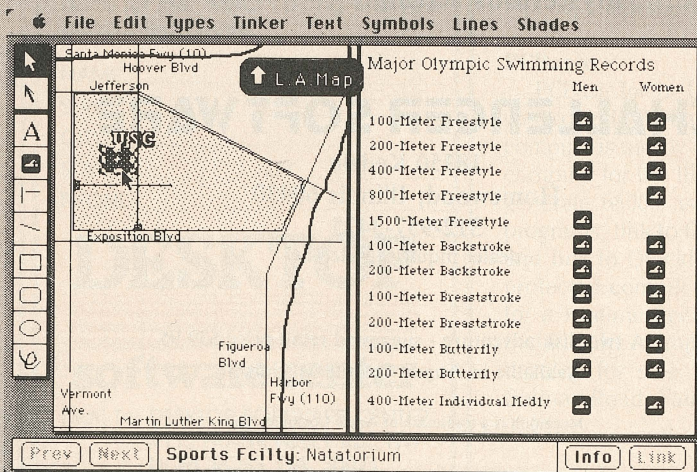 File Edit Types Tinker Text Symbols Lines Shades
Santa Monica Fwy (10)
Hoover Blvd
Jefferson
L.A. Map
USC
Exposition Blvd
Figueroa
Blvd
Harbor
Fwy (110)
Vermont
Ave.
Martin Luther King Blvd
A
Major Olympic Swimming Records
Men Women
100-Meter Freestyle
200-Meter Freestyle
400-Meter Freestyle
800-Meter Freestyle
1500-Meter Freestyle
100-Meter Backstroke
200-Meter Backstroke
100-Meter Breaststroke
200-Meter Breaststroke
100-Meter Butterfly
200-Meter Butterfly
400-Meter Individual Medly
Prev Next Sports Fcilty: Natatorium Info Link